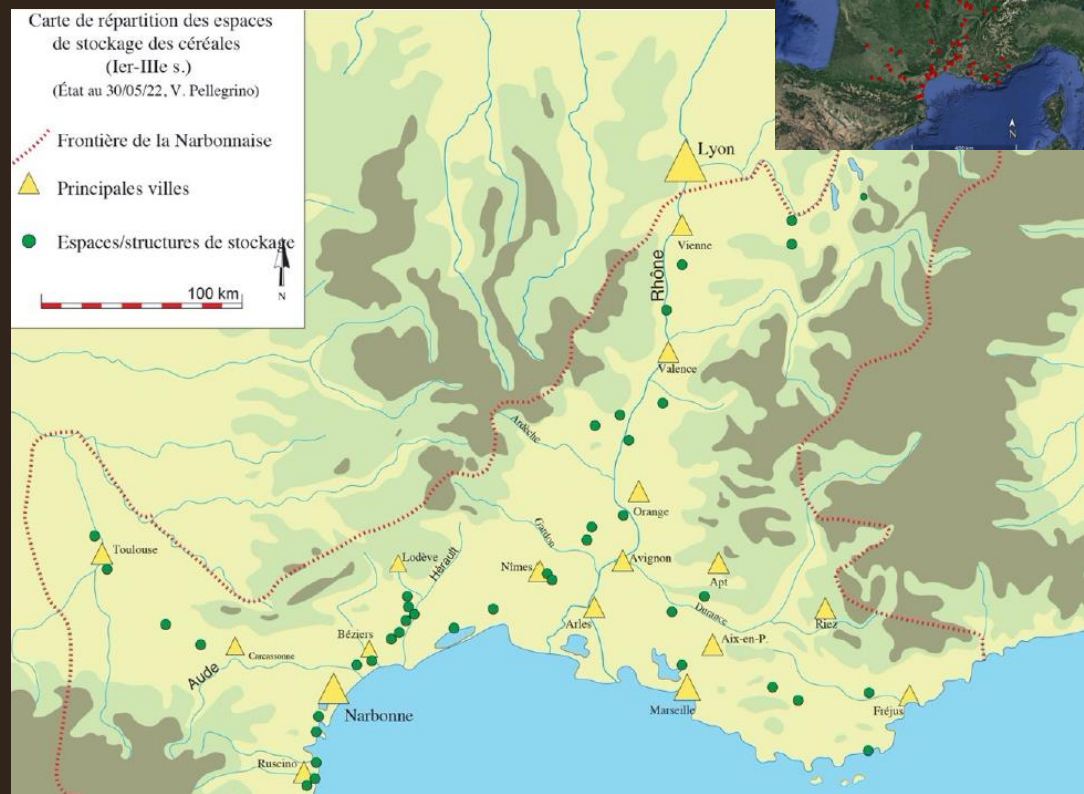 Carte de répartition des espaces
de stockage des céréales
(Ier-IIIe s.)
(État au 30/05/22, V. Pellegrino)
Frontière de la Narbonnaise
Principales villes
Espaces/structures de stockage
N
100 km
N
Lyon
Vienne
Rhône
Valence
Ardèche
Orange
Gardon
Toulouse
Lodève
Hérault
Nîmes
Avignon
Apt
Durance
Arles
Riez
Béziers
Aix-en-P.
Carcassonne
Aude
Narbonne
Marseille
Fréjus
Ruscino